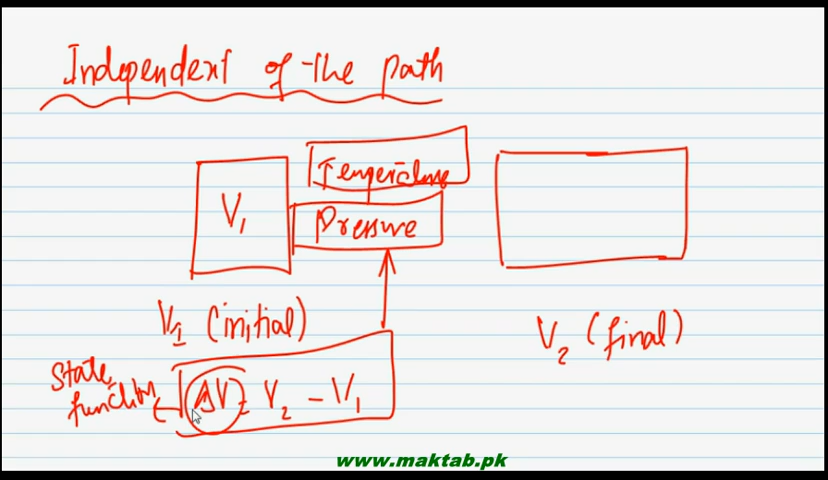 Independent of the path
Temperature
V₁
Pressure
V₁ (initial)
V₂ (final)
State function
ΔV = V₂ - V₁
www.maktab.pk